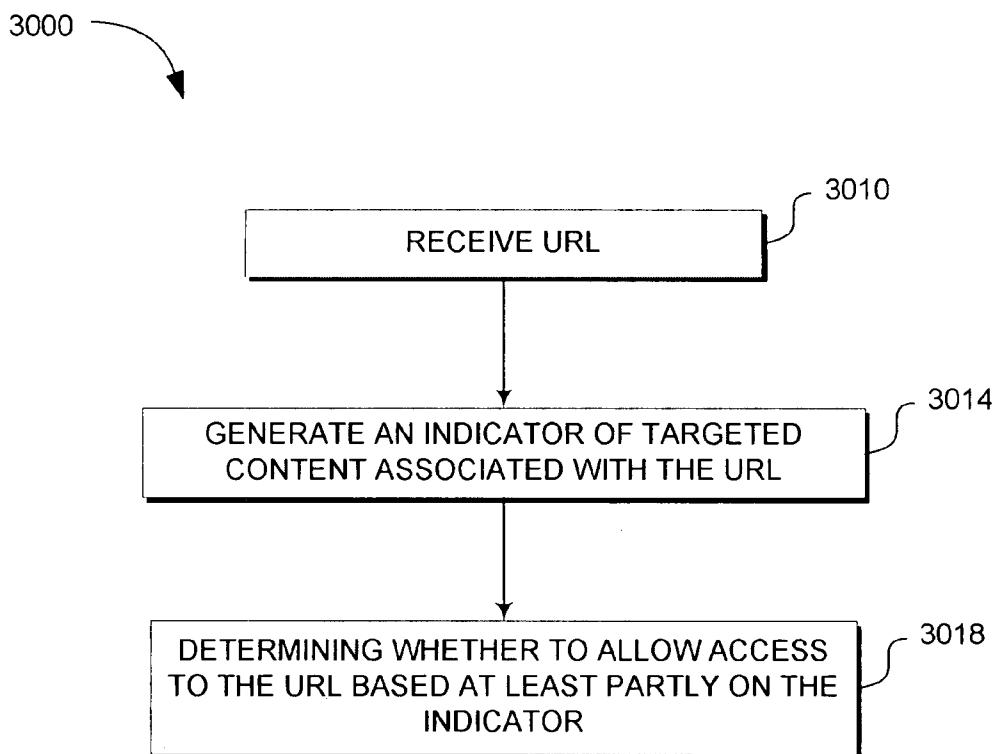 3000
3010
RECEIVE URL
3014
GENERATE AN INDICATOR OF TARGETED
CONTENT ASSOCIATED WITH THE URL
3018
DETERMINING WHETHER TO ALLOW ACCESS
TO THE URL BASED AT LEAST PARTLY ON THE
INDICATOR